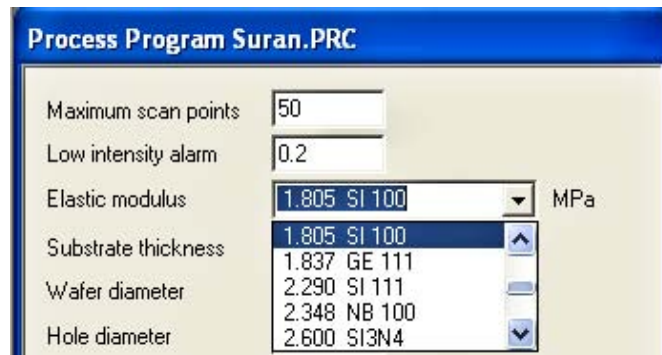 Process Program Suran.PRC
Maximum scan points 50
Low intensity alarm 0.2
Elastic modulus 1.805 SI 100 MPa
1.805 SI 100
Substrate thickness
1.837 GE 111
Wafer diameter
2.290 SI 111
2.348 NB 100
Hole diameter
2.600 SI3N4